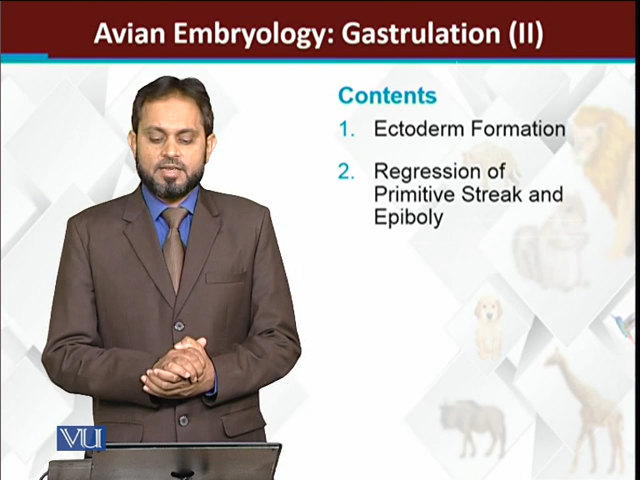 Avian Embryology: Gastrulation (II)
Contents
1. Ectoderm Formation
2. Regression of
Primitive Streak and
Epiboly
VU